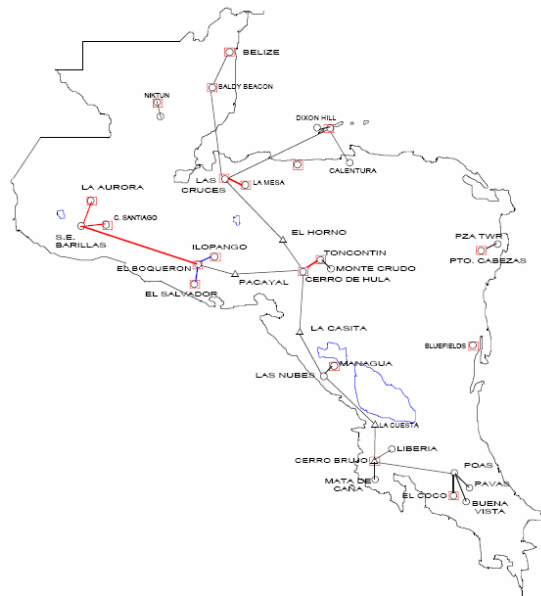 BELIZE
BALDY BEACON
NIKTUN
DIXON HILL
CALENTURA
LAS
CRUCES
LA MESA
LA AURORA
C. SANTIAGO
S.E.
BARILLAS
EL HORNO
PZA TWR
PTO. CABEZAS
ILOPANGO
TONCONTIN
EL BOQUERON
MONTE CRUDO
PACAYAL
CERRO DE HULA
EL SALVADOR
LA CASITA
BLUEFIELDS
MANAGUA
LAS NUBES
LA CUESTA
LIBERIA
CERRO BRUJO
POAS
MATA DE
CAÑA
PAVAS
EL COCO
BUENA
VISTA